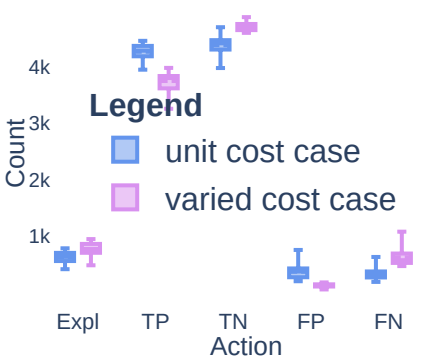 4k
Legend
3k
unit cost case
2k
varied cost case
1k
Count
Expl TP TN FP FN
Action